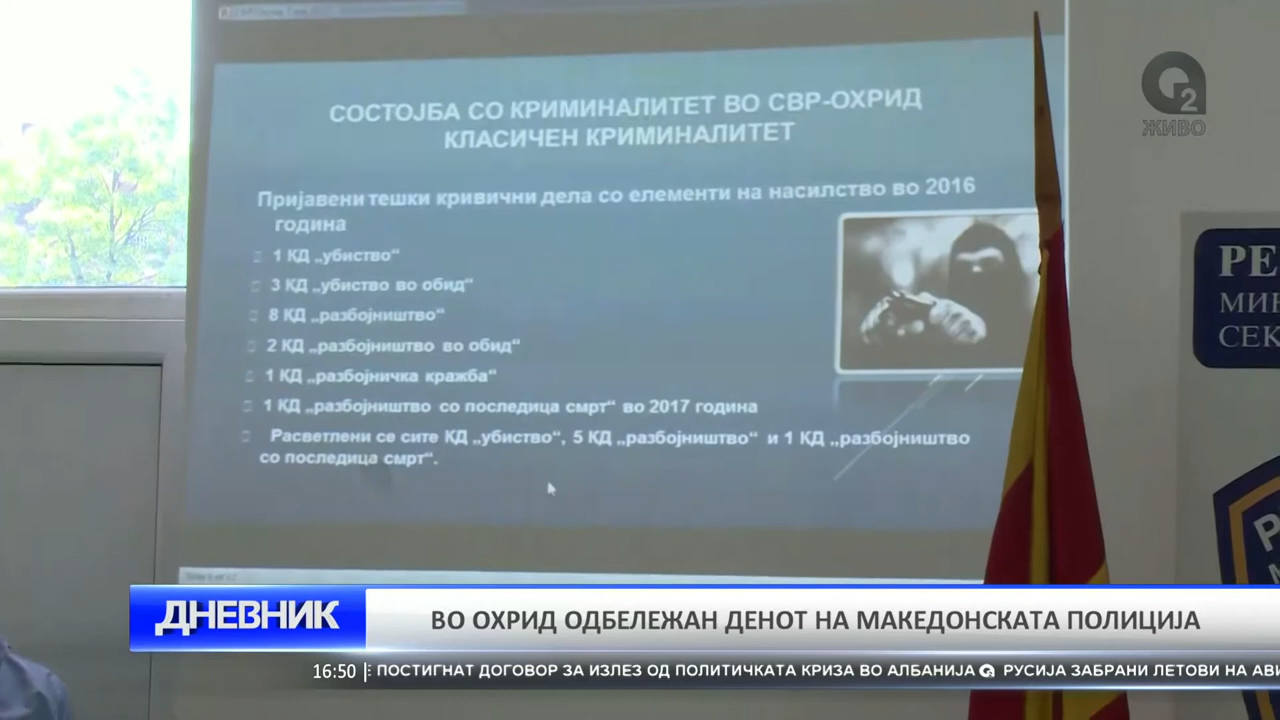 СОСТОЈБА СО КРИМИНАЛИТЕТ ВО СВР-ОХРИД
КЛАСИЧЕН КРИМИНАЛИТЕТ
Пријавени тешки кривични дела со елементи на насилство во 2016
година
1 КД „убиство“
3 КД „убиство во обид“
8 КД „разбојништво“
2 КД „разбојништво во обид“
1 КД „разбојничка кражба“
1 КД „разбојништво со последица смрт“ во 2017 година
Расветлени се сите КД „убиство“, 5 КД „разбојништво“ и 1 КД „разбојништво
со последица смрт“.
2
ЖИВО
РЕ
МИН
СЕК
ДНЕВНИК
ВО ОХРИД ОДБЕЛЕЖАН ДЕНОТ НА МАКЕДОНСКАТА ПОЛИЦИЈА
16:50 ПОСТИГНАТ ДОГОВОР ЗА ИЗЛЕЗ ОД ПОЛИТИЧКАТА КРИЗА ВО АЛБАНИЈА РУСИЈА ЗАБРАНИ ЛЕТОВИ НА АВИ